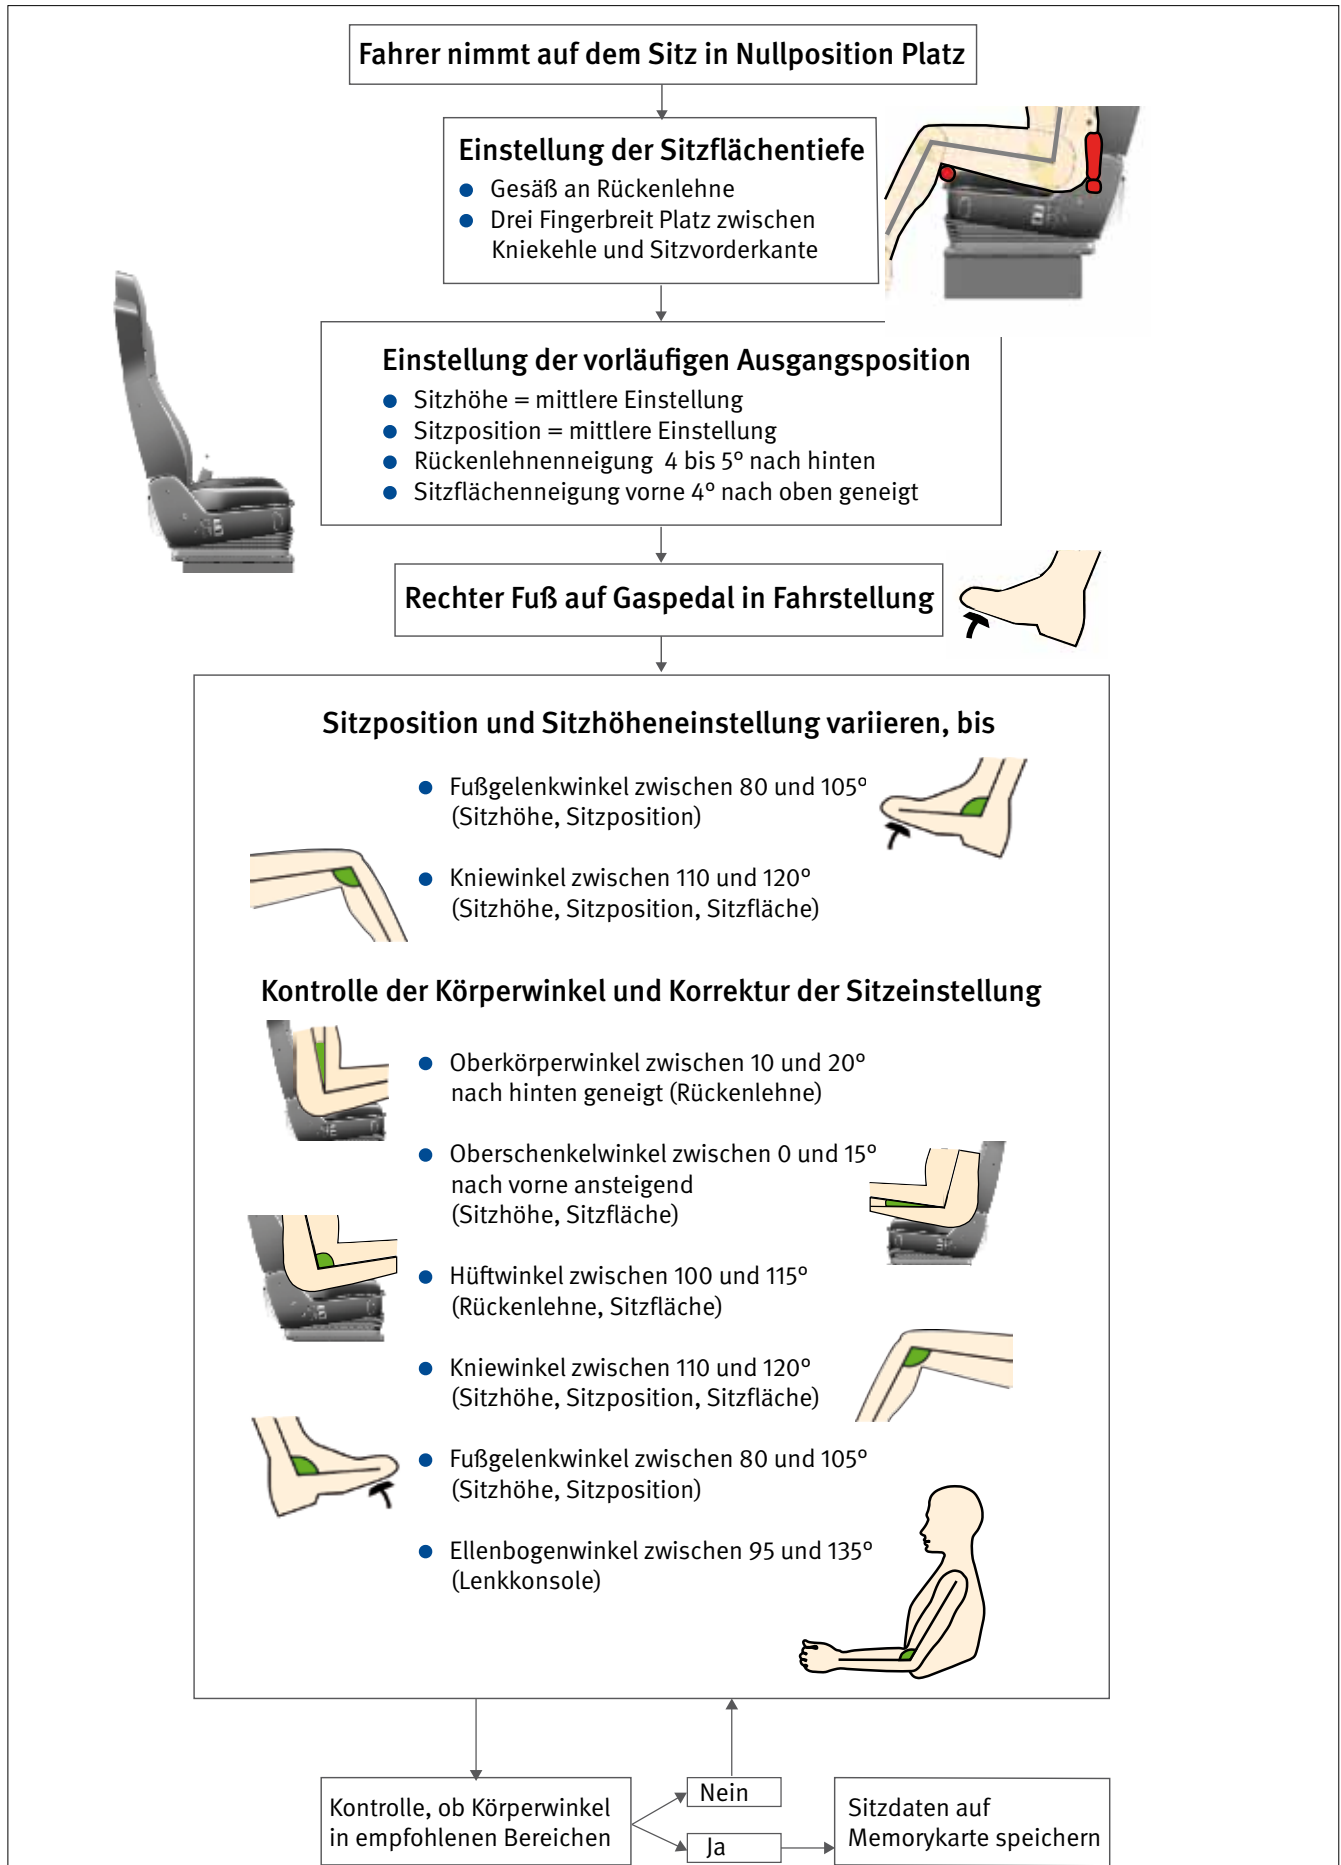 Fahrer nimmt auf dem Sitz in Nullposition Platz
Einstellung der Sitzflächentiefe
● Gesäß an Rückenlehne
● Drei Fingerbreit Platz zwischen
Kniekehle und Sitzvorderkante
Einstellung der vorläufigen Ausgangsposition
● Sitzhöhe = mittlere Einstellung
● Sitzposition = mittlere Einstellung
● Rückenlehnenneigung 4 bis 5° nach hinten
● Sitzflächenneigung vorne 4° nach oben geneigt
Rechter Fuß auf Gaspedal in Fahrstellung
Sitzposition und Sitzhöheneinstellung variieren, bis
● Fußgelenkwinkel zwischen 80 und 105°
(Sitzhöhe, Sitzposition)
● Kniewinkel zwischen 110 und 120°
(Sitzhöhe, Sitzposition, Sitzfläche)
Kontrolle der Körperwinkel und Korrektur der Sitzeinstellung
● Oberkörperwinkel zwischen 10 und 20°
nach hinten geneigt (Rückenlehne)
● Oberschenkelwinkel zwischen 0 und 15°
nach vorne ansteigend
(Sitzhöhe, Sitzfläche)
● Hüftwinkel zwischen 100 und 115°
(Rückenlehne, Sitzfläche)
● Kniewinkel zwischen 110 und 120°
(Sitzhöhe, Sitzposition, Sitzfläche)
● Fußgelenkwinkel zwischen 80 und 105°
(Sitzhöhe, Sitzposition)
● Ellenbogenwinkel zwischen 95 und 135°
(Lenkkonsole)
Kontrolle, ob Körperwinkel
in empfohlenen Bereichen
Nein
Ja
Sitzdaten auf
Memorykarte speichern